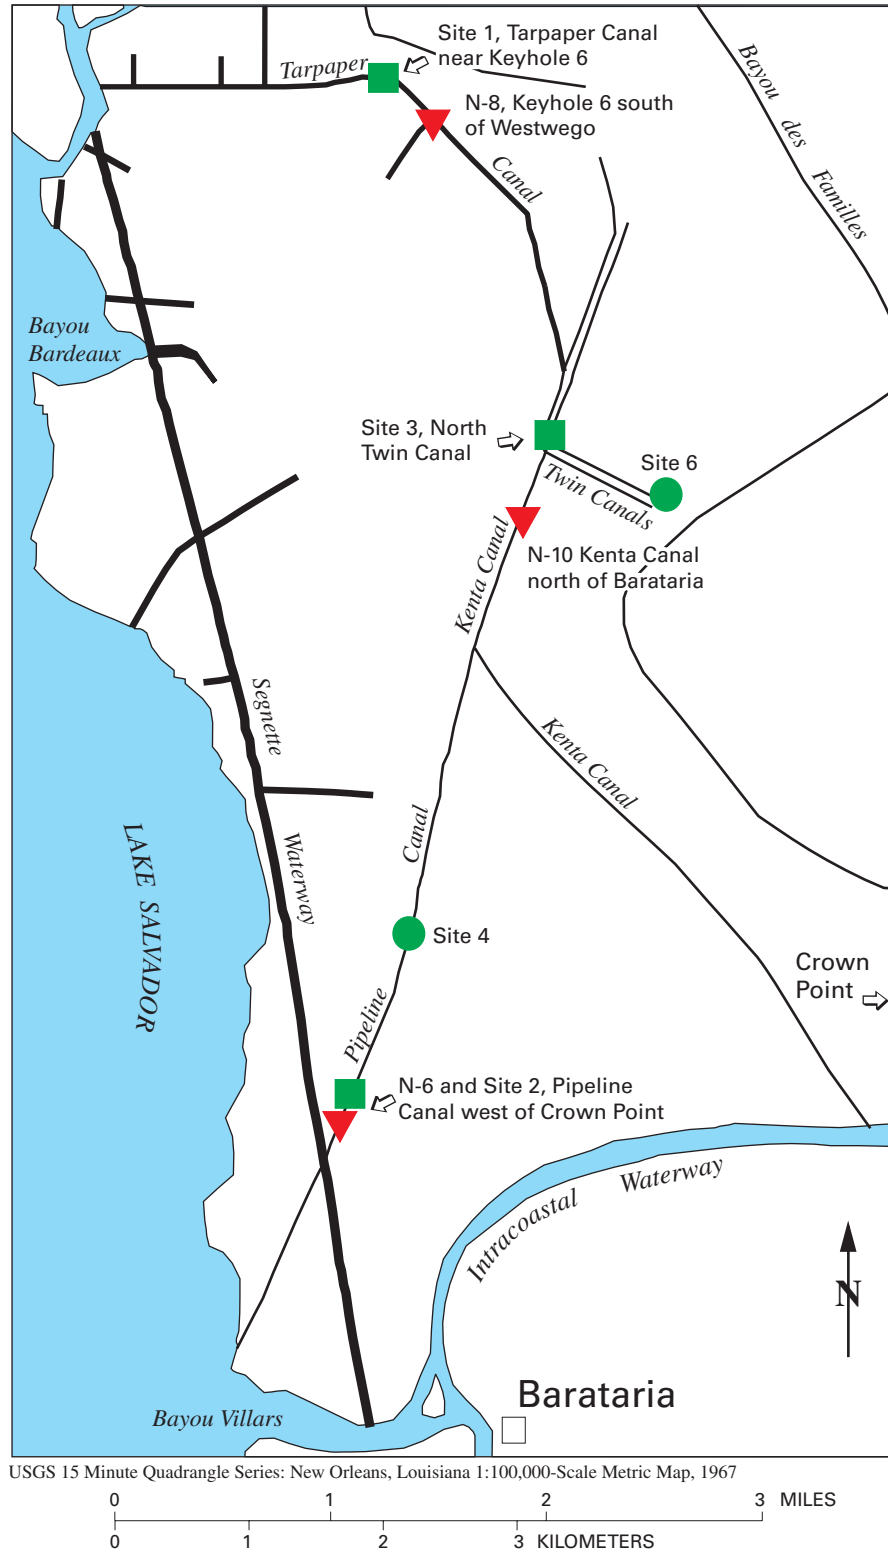 Site 1, Tarpaper Canal
near Keyhole 6
Tarpaper
N-8, Keyhole 6 south
of Westwego
Canal
Bayou des Familles
Bayou
Bardeaux
Site 3, North
Twin Canal
Site 6
Twin Canals
N-10 Kenta Canal
north of Barataria
Kenta Canal
Segnette
Kenta Canal
Waterway
Canal
LAKE SALVADOR
Site 4
Crown
Point
Pipeline
N-6 and Site 2, Pipeline
Canal west of Crown Point
Intracoastal Waterway
N
Barataria
Bayou Villars
USGS 15 Minute Quadrangle Series: New Orleans, Louisiana 1:100,000-Scale Metric Map, 1967
0 1 2 3 MILES
0 1 2 3 KILOMETERS